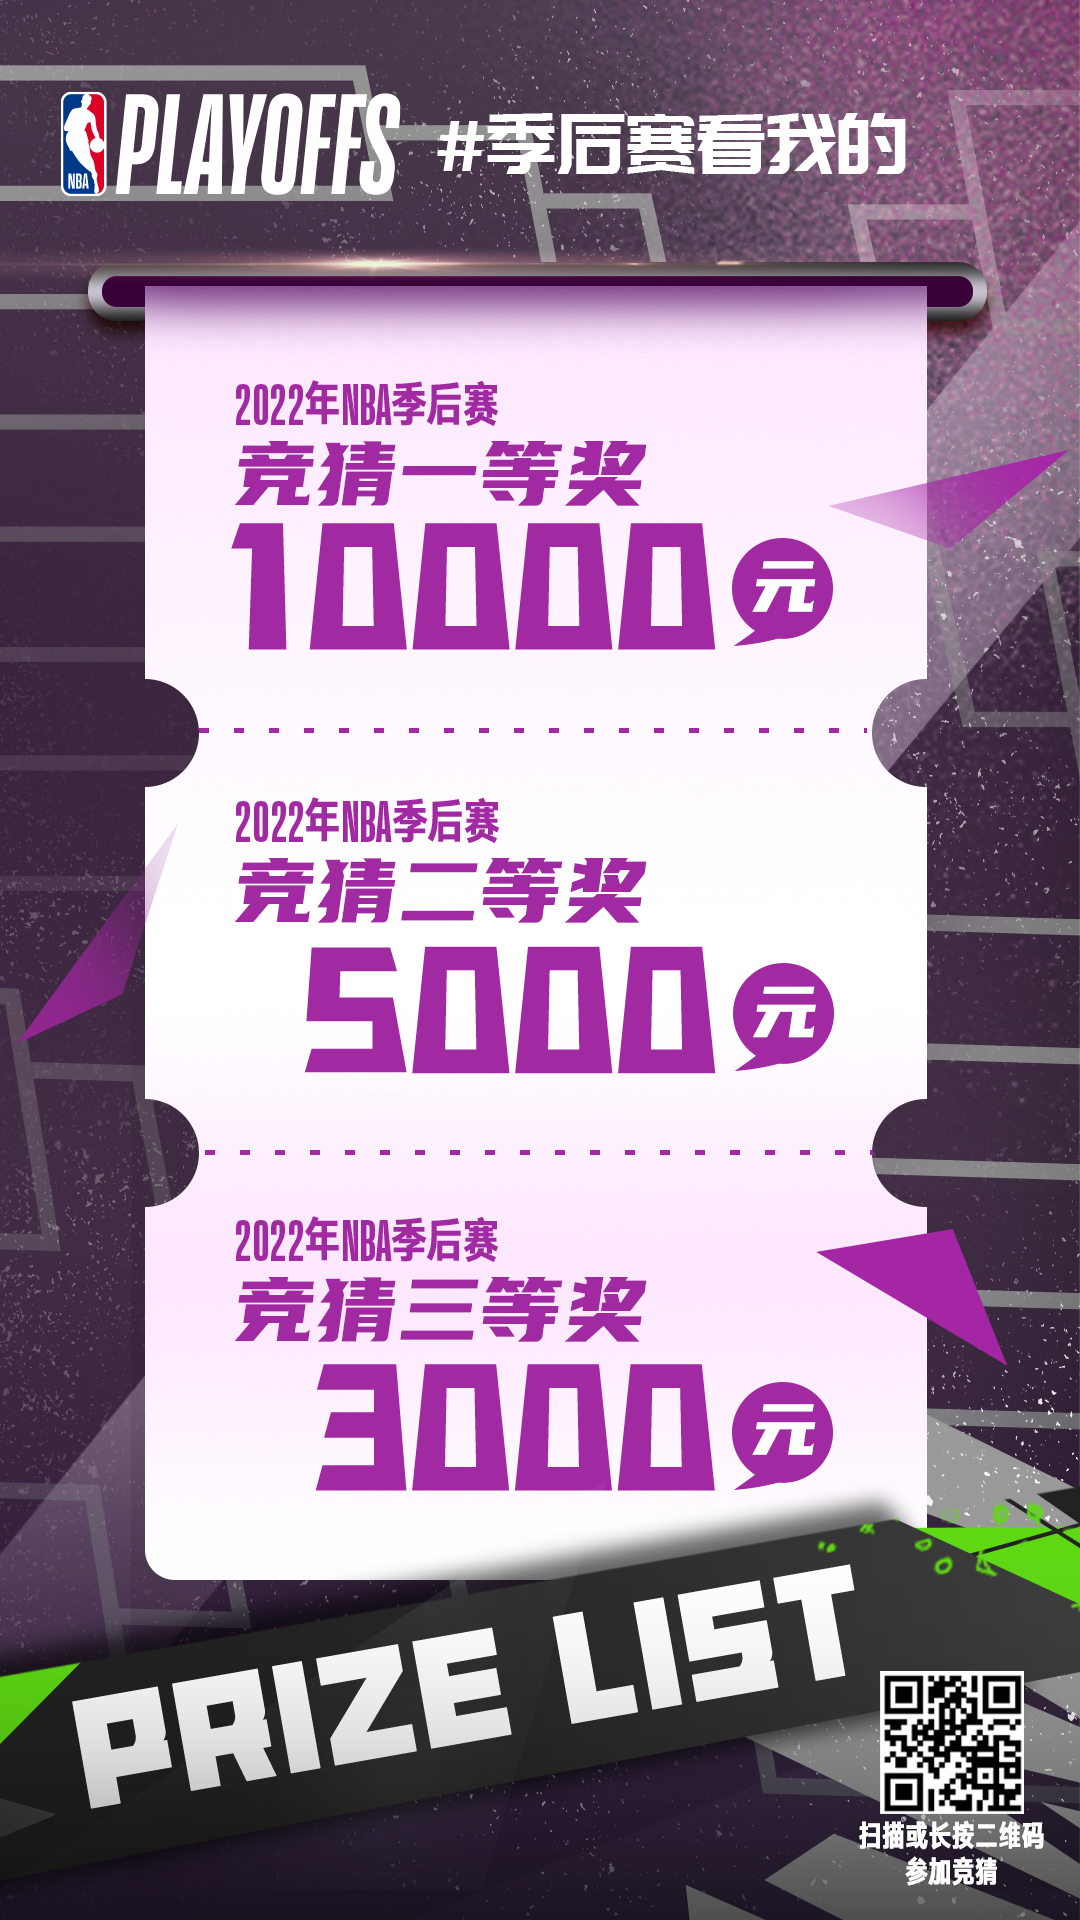 NBA
PLAYOFFS #季后赛看我的
2022年NBA季后赛
竞猜一等奖
10000元
2022年NBA季后赛
竞猜二等奖
5000元
2022年NBA季后赛
竞猜三等奖
3000元
PRIZE LIST
扫描或长按二维码
参加竞猜